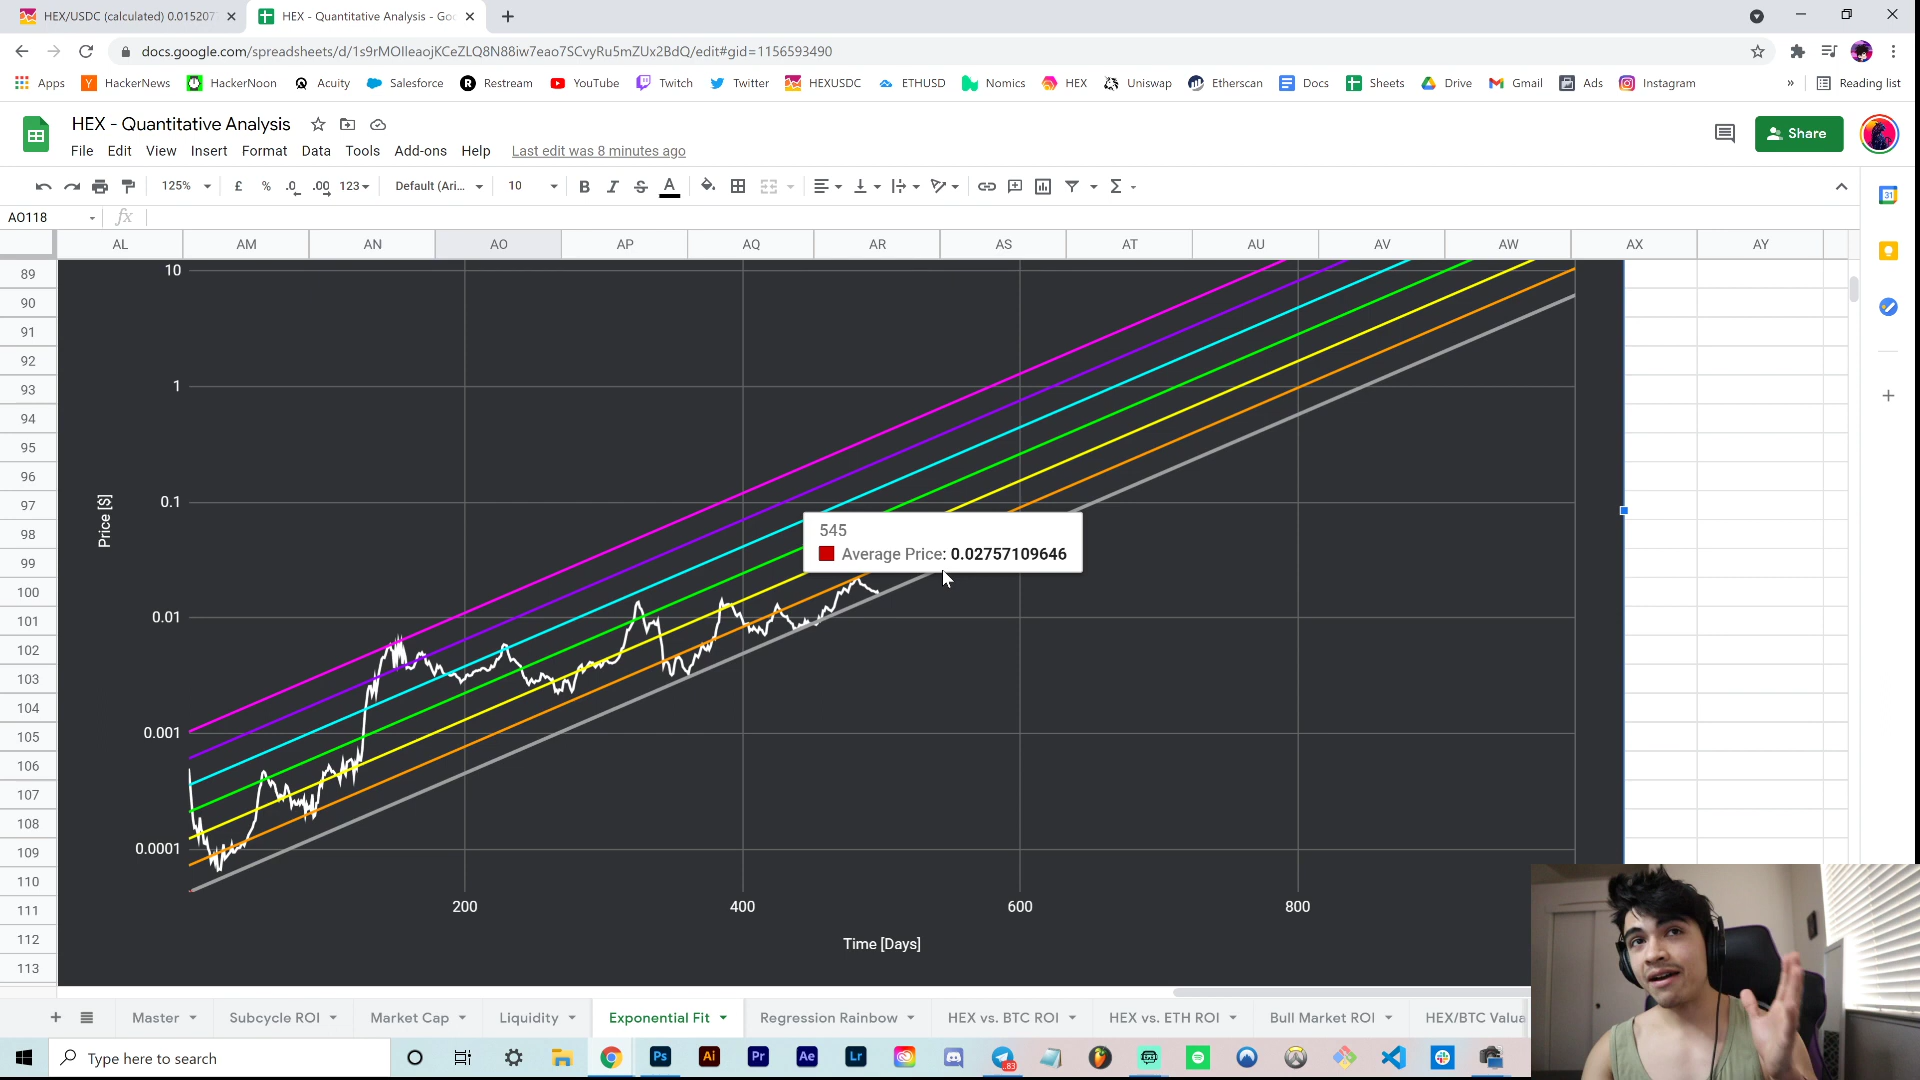 HEX/USDC (calculated) 0.015207
HEX - Quantitative Analysis - Goo
docs.google.com/spreadsheets/d/1s9rMOIleaojKCeZLQ8N88iw7eao7SCvyRu5mZUx2BdQ/edit#gid=1156593490
Apps HackerNews HackerNoon Acuity Salesforce Restream YouTube Twitch Twitter HEXUSDC ETHUSD Nomics HEX Uniswap Etherscan Docs Sheets Drive Gmail Ads Instagram » Reading list
HEX - Quantitative Analysis
Share
File Edit View Insert Format Data Tools Add-ons Help Last edit was 8 minutes ago
125% £ % .0 .00 123 Default (Ari... 10 B I S A
AO118 fx
AL AM AN AO AP AQ AR AS AT AU AV AW AX AY
89
90
91
92
93
94
95
96
97
98
99
100
101
102
103
104
105
106
107
108
109
110
111
112
113
10
1
0.1
0.01
0.001
0.0001
Price [$]
545
Average Price: 0.02757109646
200 400 600 800
Time [Days]
Master Subcycle ROI Market Cap Liquidity Exponential Fit Regression Rainbow HEX vs. BTC ROI HEX vs. ETH ROI Bull Market ROI HEX/BTC Valua
Type here to search
Ps Ai Pr Ae Lr 83
31